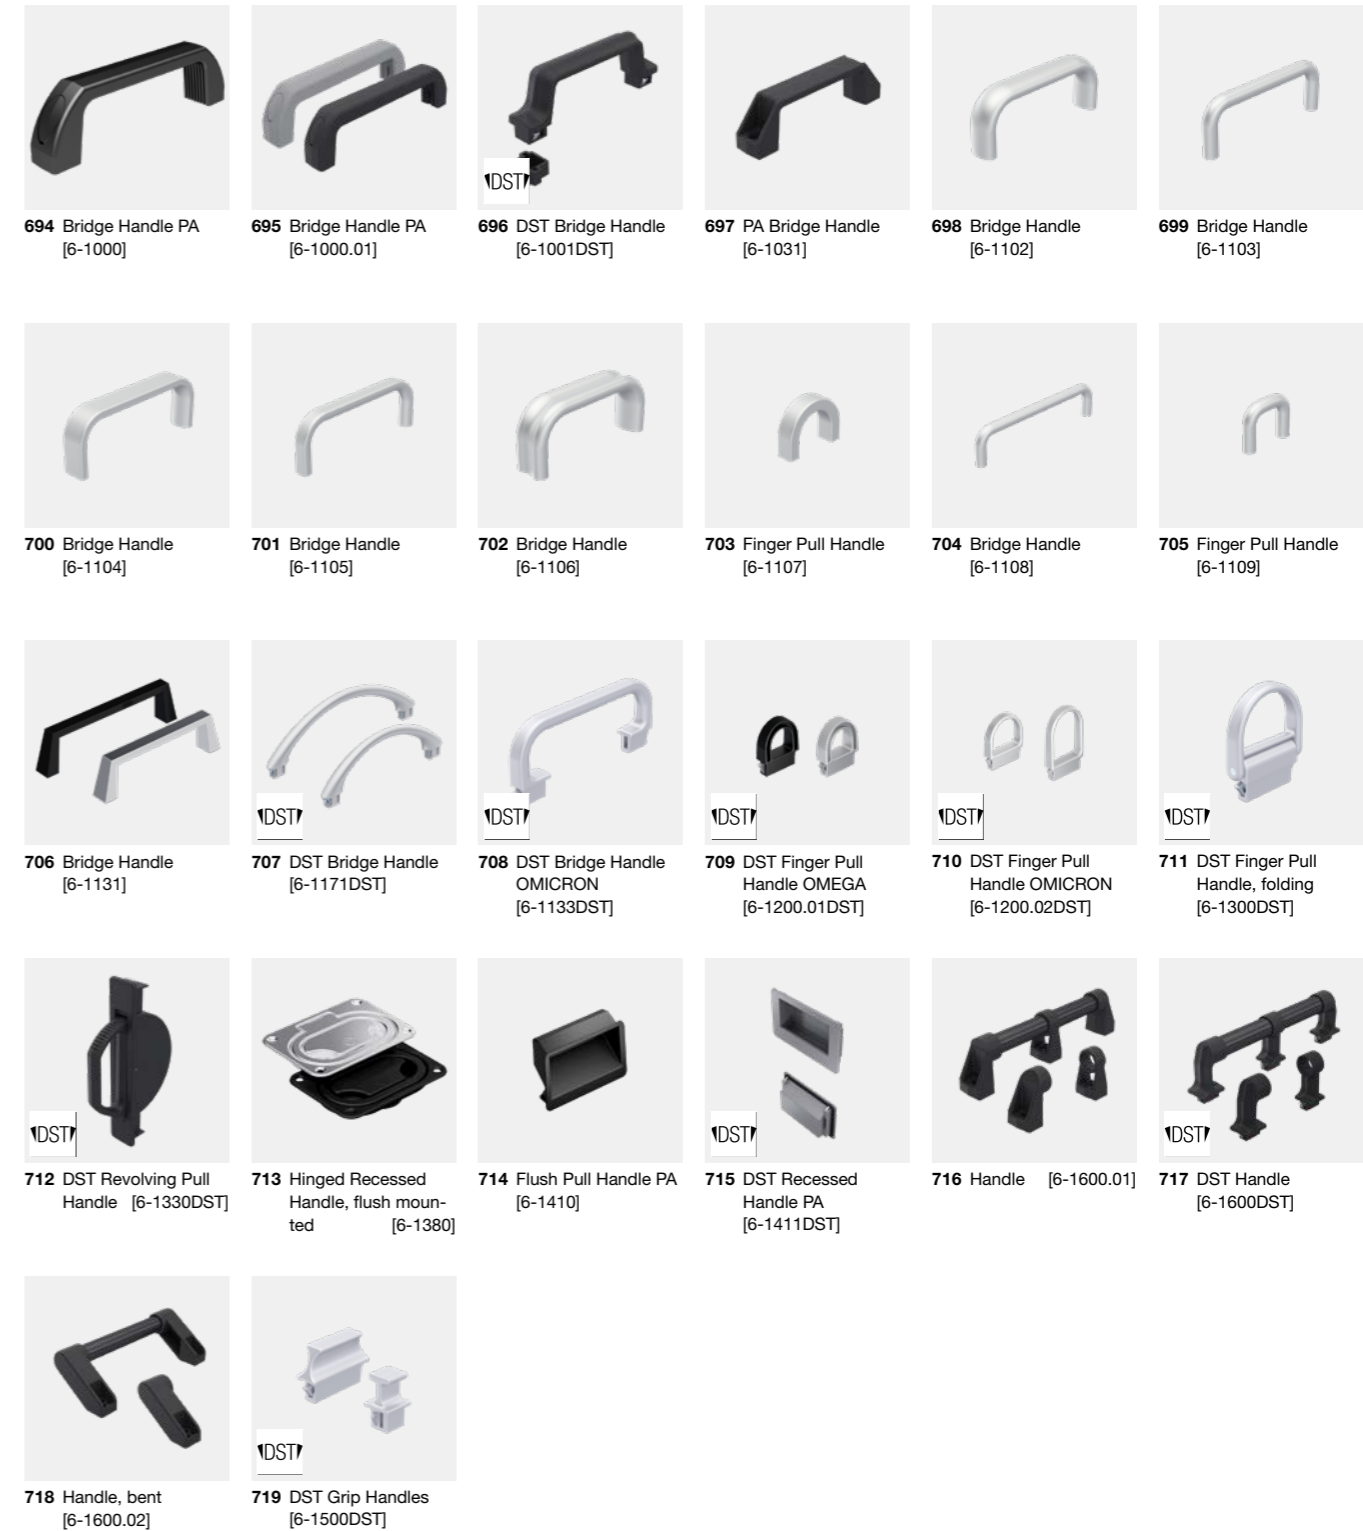 694 Bridge Handle PA
[6-1000]
695 Bridge Handle PA
[6-1000.01]
DST
696 DST Bridge Handle
[6-1001DST]
697 PA Bridge Handle
[6-1031]
698 Bridge Handle
[6-1102]
699 Bridge Handle
[6-1103]
700 Bridge Handle
[6-1104]
701 Bridge Handle
[6-1105]
702 Bridge Handle
[6-1106]
703 Finger Pull Handle
[6-1107]
704 Bridge Handle
[6-1108]
705 Finger Pull Handle
[6-1109]
706 Bridge Handle
[6-1131]
DST
707 DST Bridge Handle
[6-1171DST]
DST
708 DST Bridge Handle
OMICRON
[6-1133DST]
DST
709 DST Finger Pull
Handle OMEGA
[6-1200.01DST]
DST
710 DST Finger Pull
Handle OMICRON
[6-1200.02DST]
DST
711 DST Finger Pull
Handle, folding
[6-1300DST]
DST
712 DST Revolving Pull
Handle [6-1330DST]
713 Hinged Recessed
Handle, flush moun-
ted [6-1380]
714 Flush Pull Handle PA
[6-1410]
DST
715 DST Recessed
Handle PA
[6-1411DST]
716 Handle [6-1600.01]
DST
717 DST Handle
[6-1600DST]
718 Handle, bent
[6-1600.02]
DST
719 DST Grip Handles
[6-1500DST]